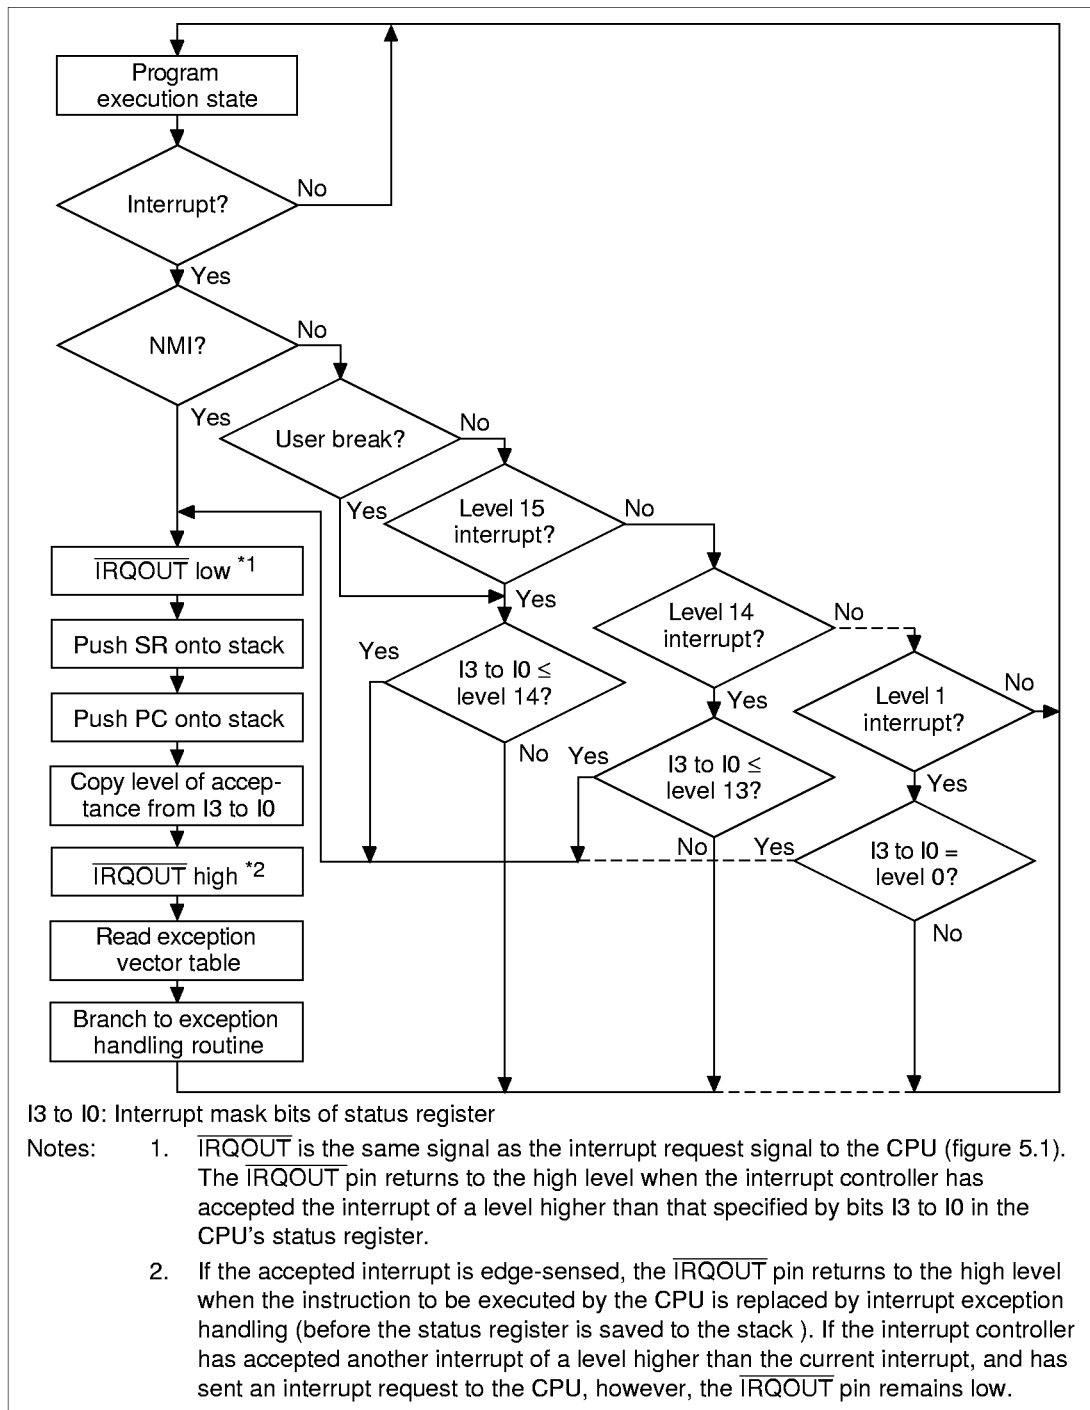 Program
execution state
Interrupt?
No
Yes
NMI?
No
Yes
User break?
No
Yes
Level 15
interrupt?
No
Yes
Level 14
interrupt?
No
Yes
Level 1
interrupt?
No
Yes
I3 to I0 ≤
level 14?
Yes
No
I3 to I0 ≤
level 13?
Yes
No
I3 to I0 =
level 0?
Yes
No
IRQOUT low *1
Push SR onto stack
Push PC onto stack
Copy level of accep-
tance from I3 to I0
IRQOUT high *2
Read exception
vector table
Branch to exception
handling routine
I3 to I0: Interrupt mask bits of status register
Notes: 1. IRQOUT is the same signal as the interrupt request signal to the CPU (figure 5.1).
The IRQOUT pin returns to the high level when the interrupt controller has
accepted the interrupt of a level higher than that specified by bits I3 to I0 in the
CPU's status register.
2. If the accepted interrupt is edge-sensed, the IRQOUT pin returns to the high level
when the instruction to be executed by the CPU is replaced by interrupt exception
handling (before the status register is saved to the stack ). If the interrupt controller
has accepted another interrupt of a level higher than the current interrupt, and has
sent an interrupt request to the CPU, however, the IRQOUT pin remains low.